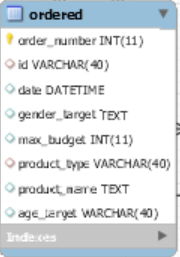 ordered
order_number INT(11)
id VARCHAR(40)
date DATETIME
gender_target TEXT
max_budget INT(11)
product_type VARCHAR(40)
product_name TEXT
age_target VARCHAR(40)
Indexes